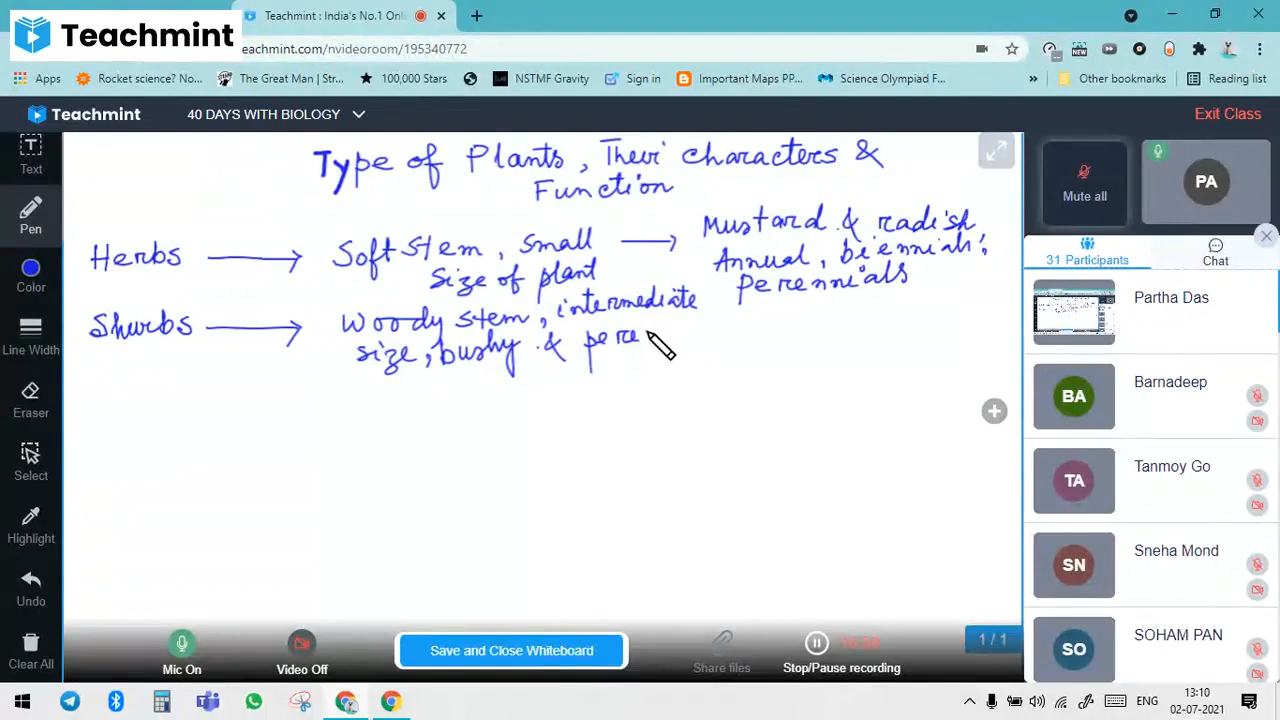 Teachmint : India's No.1 Onli
Teachmint
eachmint.com/nvideoroom/195340772
NEW
Apps
Rocket science? No...
The Great Man | Str...
100,000 Stars
NSTMF Gravity
Sign in
Important Maps PP...
Science Olympiad F...
»
Other bookmarks
Reading list
Teachmint
40 DAYS WITH BIOLOGY
Exit Class
Text
Pen
Color
Line Width
Eraser
Select
Highlight
Undo
Clear All
Type of Plants, Their characters &
Function
Herbs → Soft stem, small → Mustard & radish
size of plant Annual, biennials,
Perennials
Shurbs → Woody stem, intermediate
size, bushy & pere
Mic On
Video Off
Save and Close Whiteboard
Share files
Stop/Pause recording
1 / 1
Mute all
PA
31 Participants
Chat
Partha Das
BA
Barnadeep
TA
Tanmoy Go
SN
Sneha Mond
SO
SOHAM PAN
ENG
13:10
02-07-2021